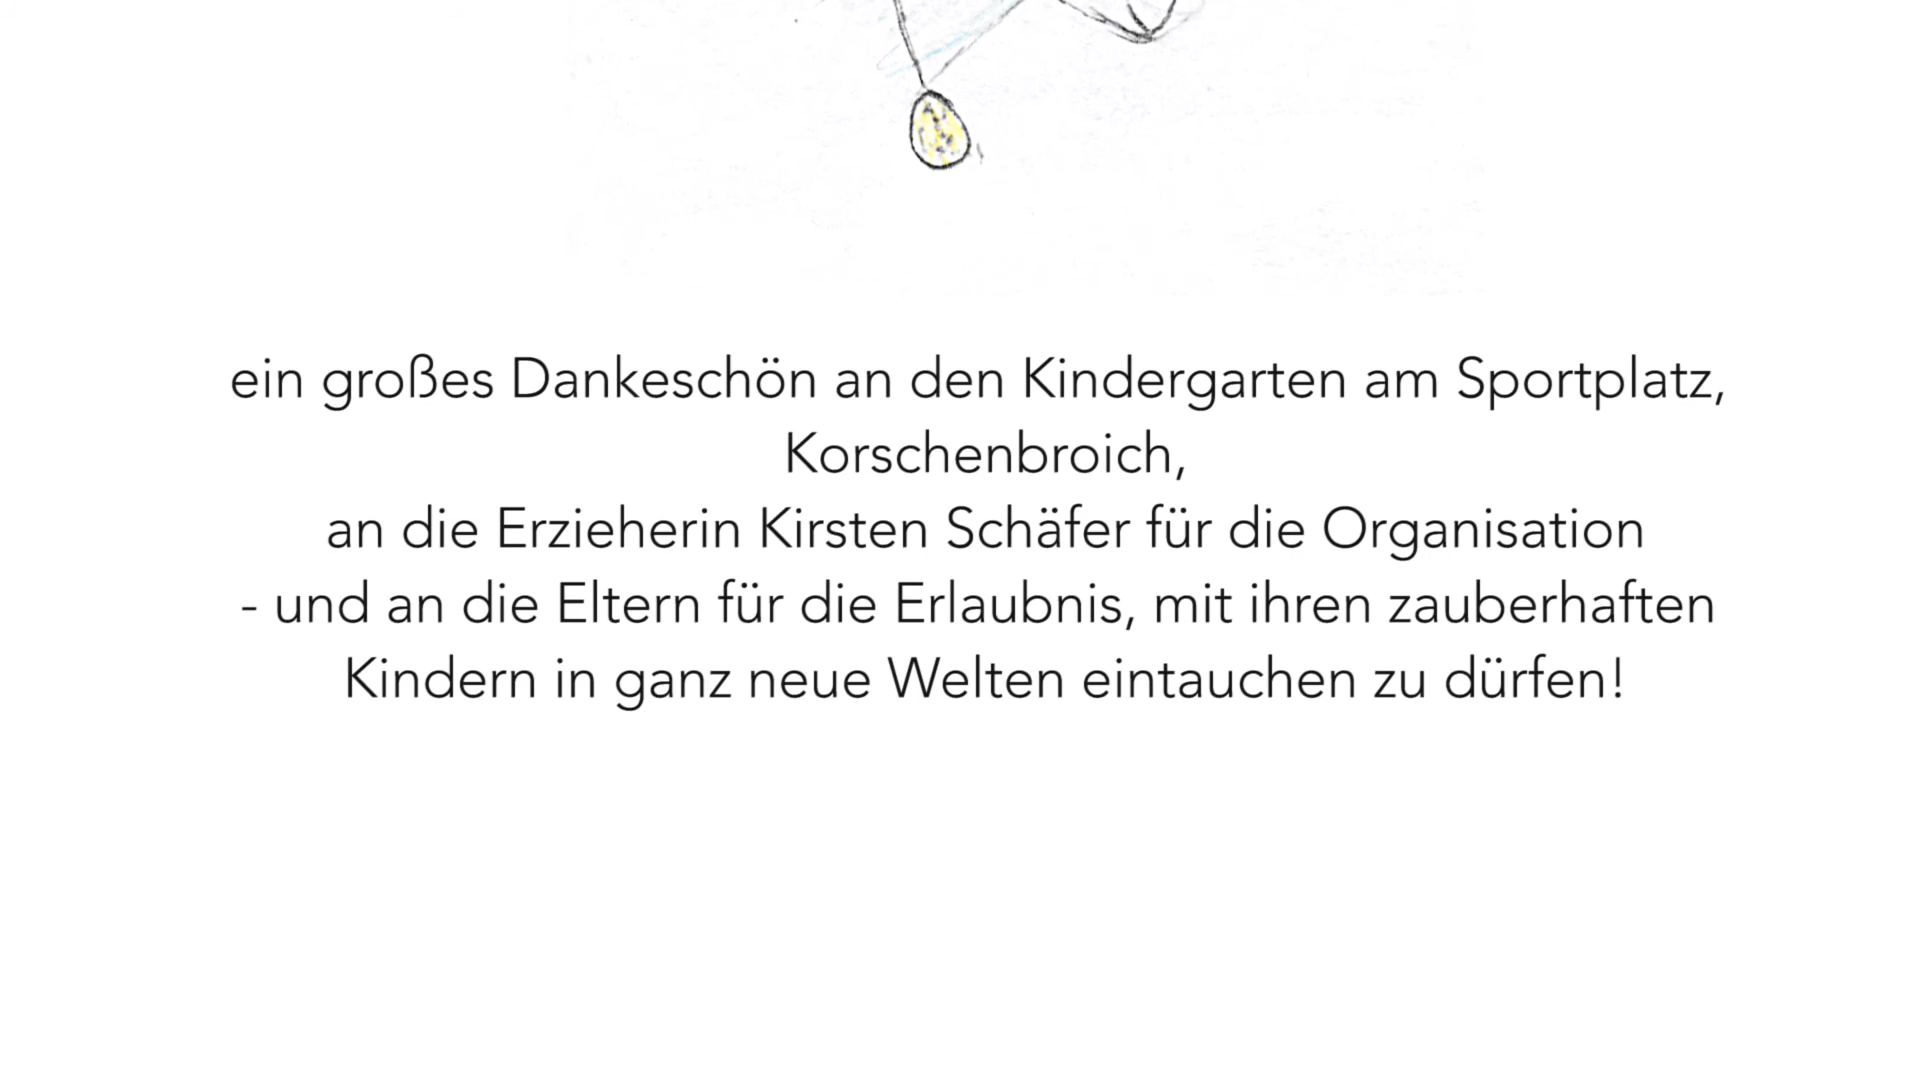 ein großes Dankeschön an den Kindergarten am Sportplatz,
Korschenbroich,
an die Erzieherin Kirsten Schäfer für die Organisation
- und an die Eltern für die Erlaubnis, mit ihren zauberhaften
Kindern in ganz neue Welten eintauchen zu dürfen!